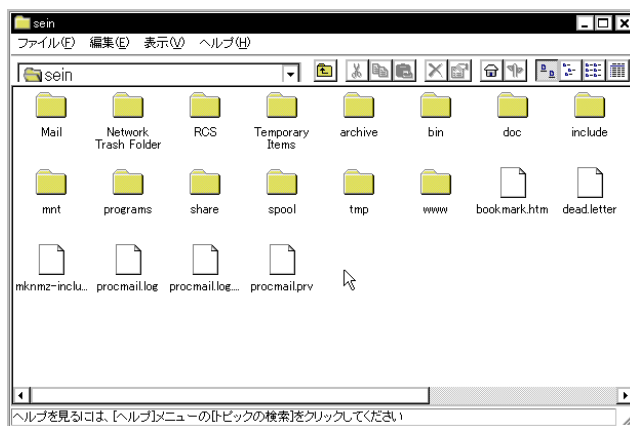 sein
ファイル(F) 編集(E) 表示(V) ヘルプ(H)
sein
Mail
Network
Trash Folder
RCS
Temporary
Items
archive
bin
doc
include
mnt
programs
share
spool
tmp
www
bookmark.htm
dead.letter
mknmz-inclu...
procmail.log
procmail.log....
procmail.prv
ヘルプを見るには、[ヘルプ]メニューの[トピックの検索]をクリックしてください